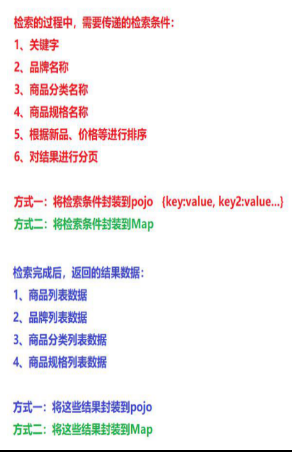 检索的过程中，需要传递的检索条件：
1、关键字
2、品牌名称
3、商品分类名称
4、商品规格名称
5、根据新品、价格等进行排序
6、对结果进行分页
方式一：将检索条件封装到pojo {key:value, key2:value...}
方式二：将检索条件封装到Map
检索完成后，返回的结果数据：
1、商品列表数据
2、品牌列表数据
3、商品分类列表数据
4、商品规格列表数据
方式一：将这些结果封装到pojo
方式二：将这些结果封装到Map